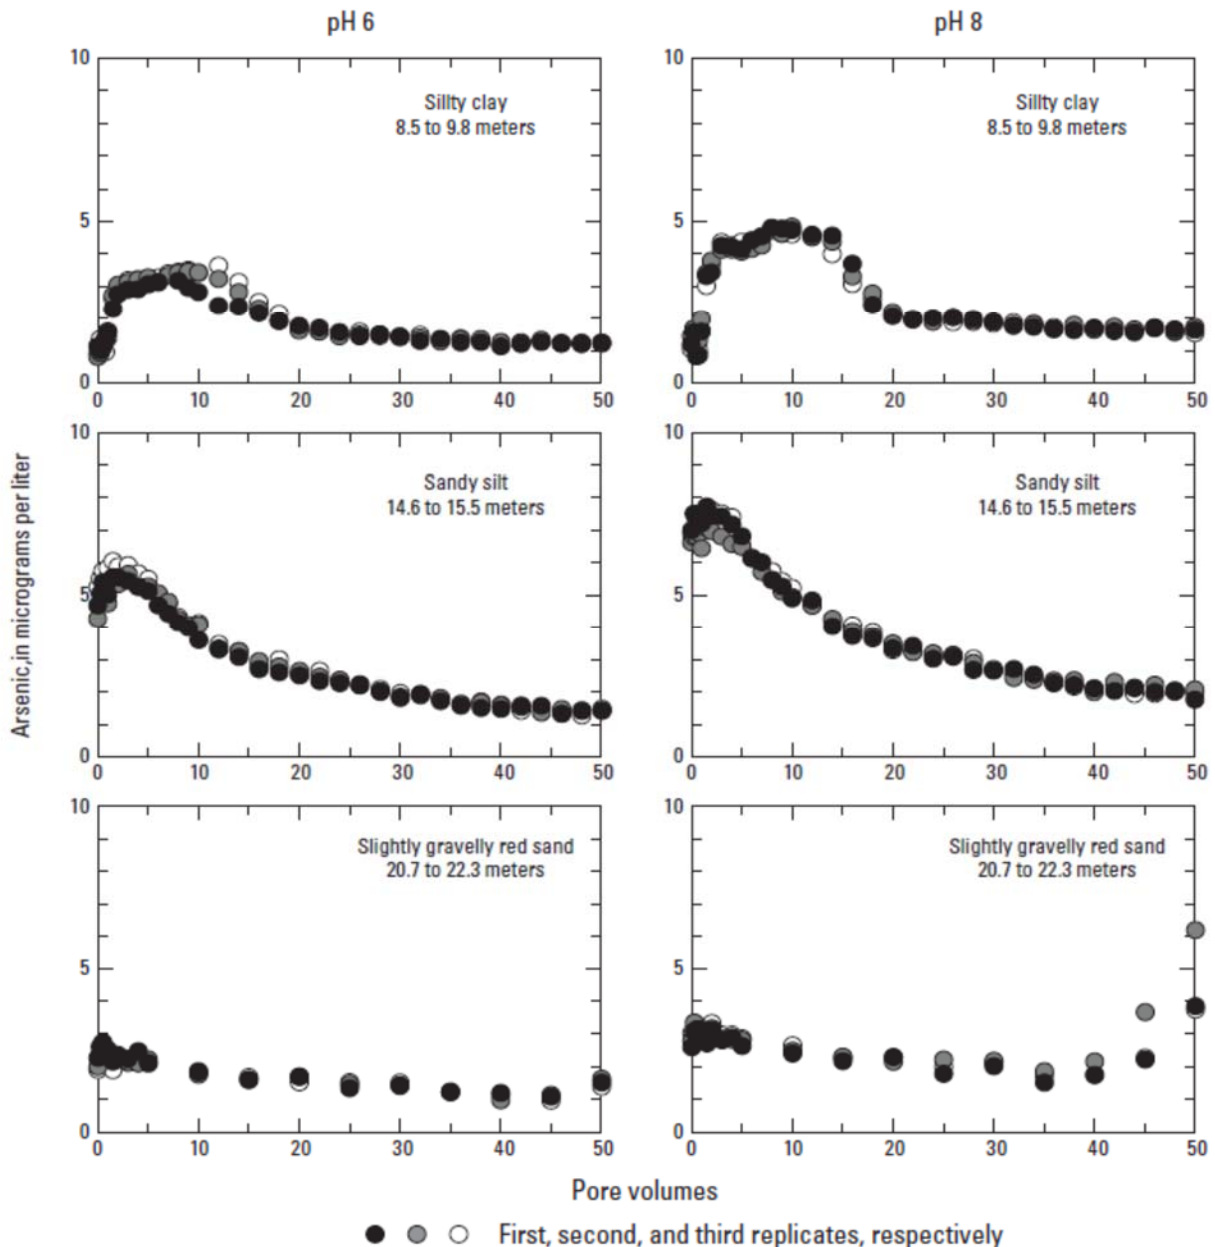 pH 6
pH 8
10
5
0
0 10 20 30 40 50
Sillty clay
8.5 to 9.8 meters
10
5
0
0 10 20 30 40 50
Sillty clay
8.5 to 9.8 meters
10
5
0
0 10 20 30 40 50
Sandy silt
14.6 to 15.5 meters
10
5
0
0 10 20 30 40 50
Sandy silt
14.6 to 15.5 meters
10
5
0
0 10 20 30 40 50
Slightly gravelly red sand
20.7 to 22.3 meters
10
5
0
0 10 20 30 40 50
Slightly gravelly red sand
20.7 to 22.3 meters
Arsenic,in micrograms per liter
Pore volumes
First, second, and third replicates, respectively